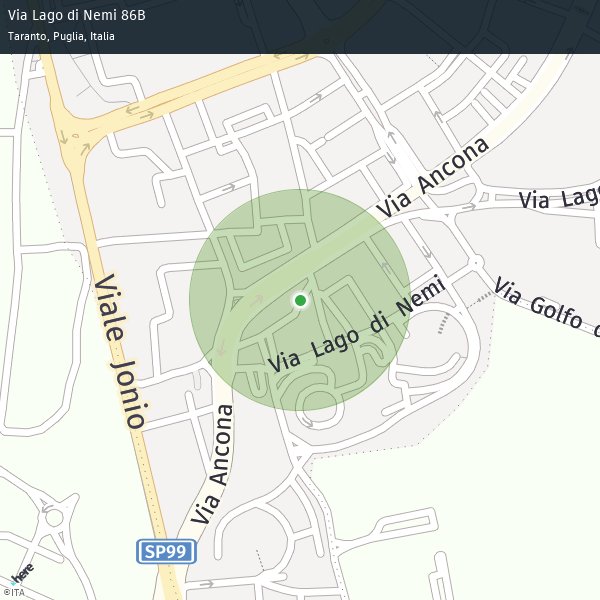 Via Lago di Nemi 86B
Taranto, Puglia, Italia
Via Ancona
Via Lago
Viale Jonio
Via Lago di Nemi
Via Golfo
Via Ancona
SP99
here
©ITA